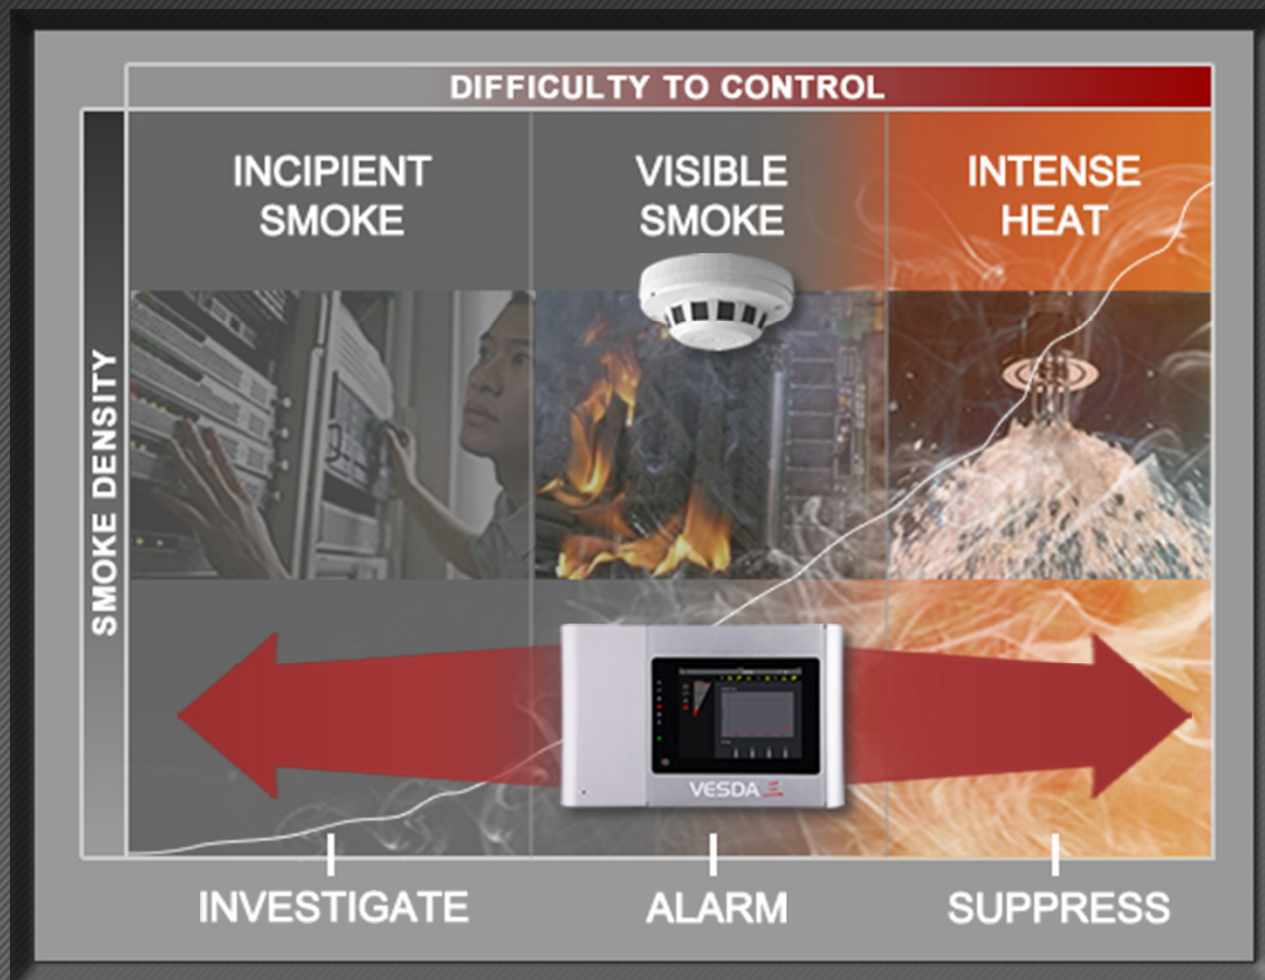 DIFFICULTY TO CONTROL
INCIPIENT
SMOKE
VISIBLE
SMOKE
INTENSE
HEAT
SMOKE DENSITY
VESDA
INVESTIGATE
ALARM
SUPPRESS